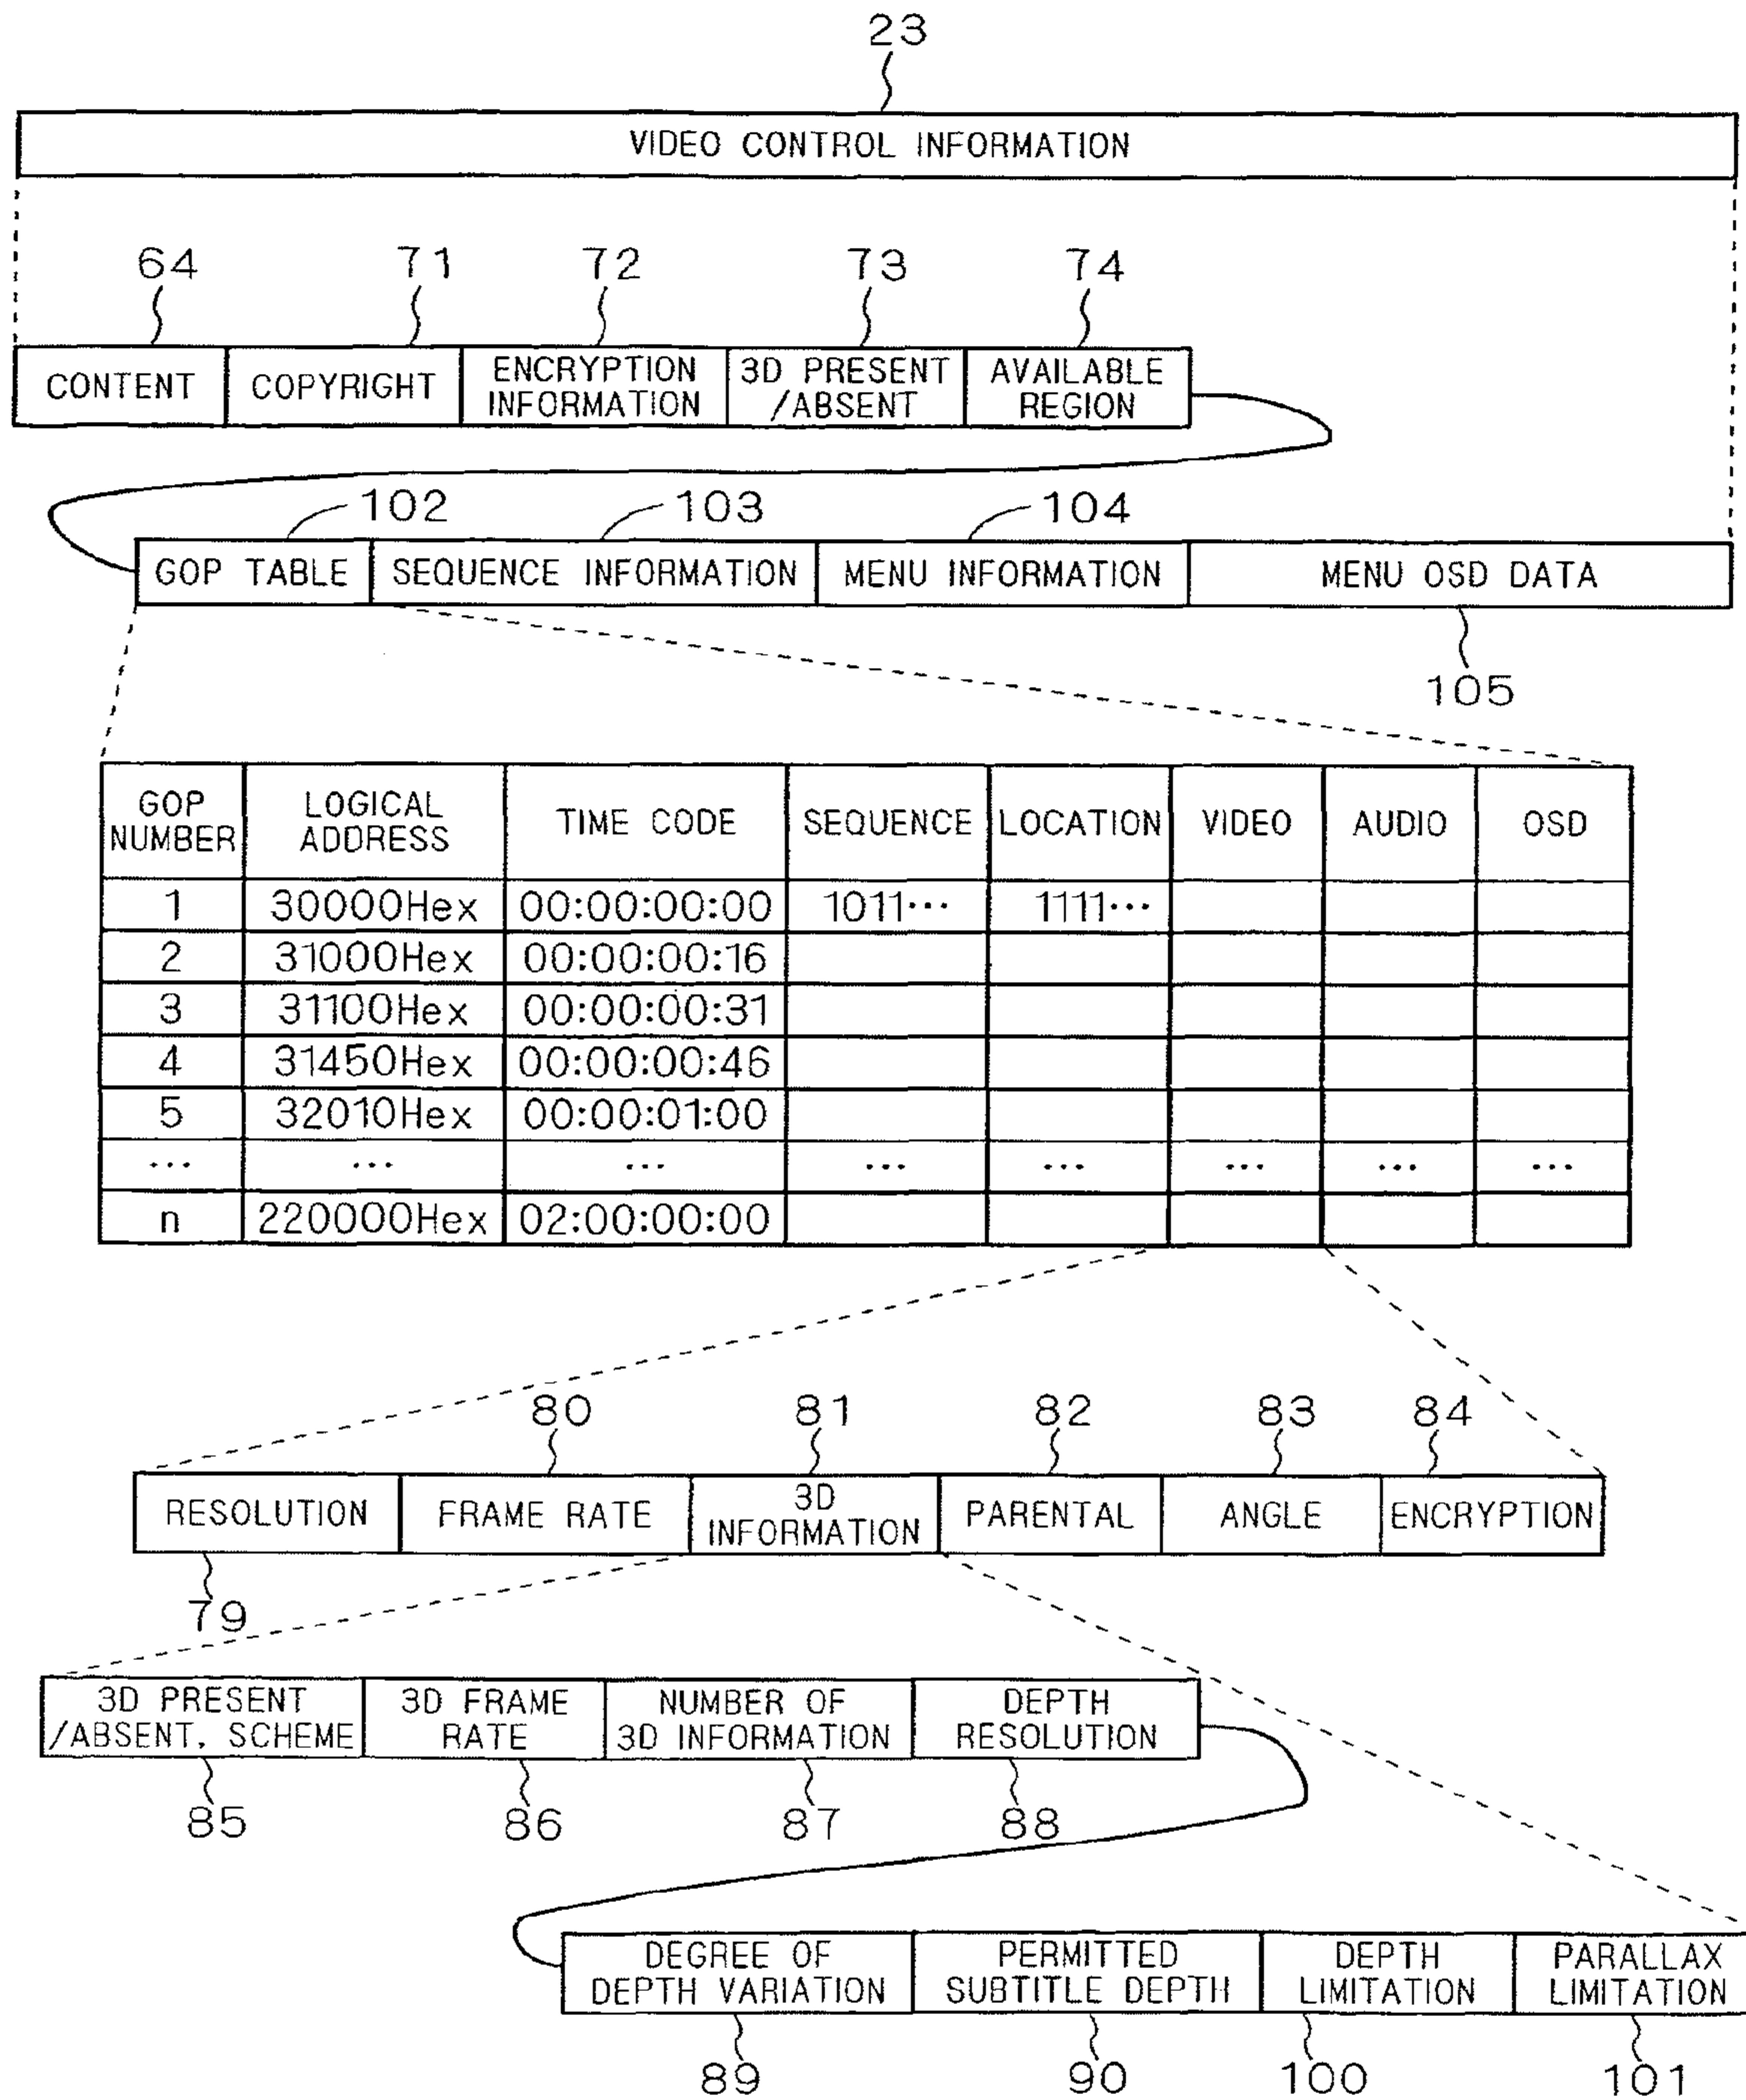 23
VIDEO CONTROL INFORMATION
64 71 72 73 74
CONTENT COPYRIGHT ENCRYPTION INFORMATION 3D PRESENT /ABSENT AVAILABLE REGION
102 103 104
GOP TABLE SEQUENCE INFORMATION MENU INFORMATION MENU OSD DATA
105
GOP NUMBER LOGICAL ADDRESS TIME CODE SEQUENCE LOCATION VIDEO AUDIO OSD
1 30000Hex 00:00:00:00 1011··· 1111···
2 31000Hex 00:00:00:16
3 31100Hex 00:00:00:31
4 31450Hex 00:00:00:46
5 32010Hex 00:00:01:00
··· ··· ··· ··· ··· ··· ··· ···
n 220000Hex 02:00:00:00
80 81 82 83 84
RESOLUTION FRAME RATE 3D INFORMATION PARENTAL ANGLE ENCRYPTION
79
3D PRESENT /ABSENT, SCHEME 3D FRAME RATE NUMBER OF 3D INFORMATION DEPTH RESOLUTION
85 86 87 88
DEGREE OF DEPTH VARIATION PERMITTED SUBTITLE DEPTH DEPTH LIMITATION PARALLAX LIMITATION
89 90 100 101